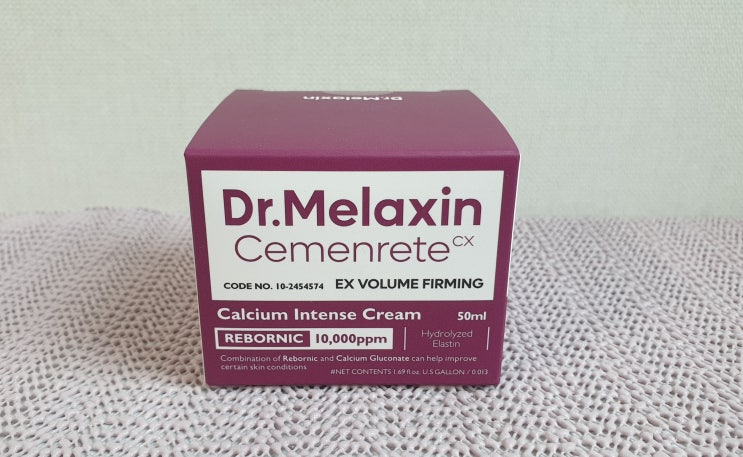 Dr.Melaxin
Dr.Melaxin
Cemenrete CX
CODE NO. 10-2454574 EX VOLUME FIRMING
Calcium Intense Cream 50ml
REBORNIC 10,000ppm Hydrolyzed
Elastin
Combination of Rebornic and Calcium Gluconate can help improve
certain skin conditions
#NET CONTENTS 1.69 fl.oz. U.S GALLON / 0.013